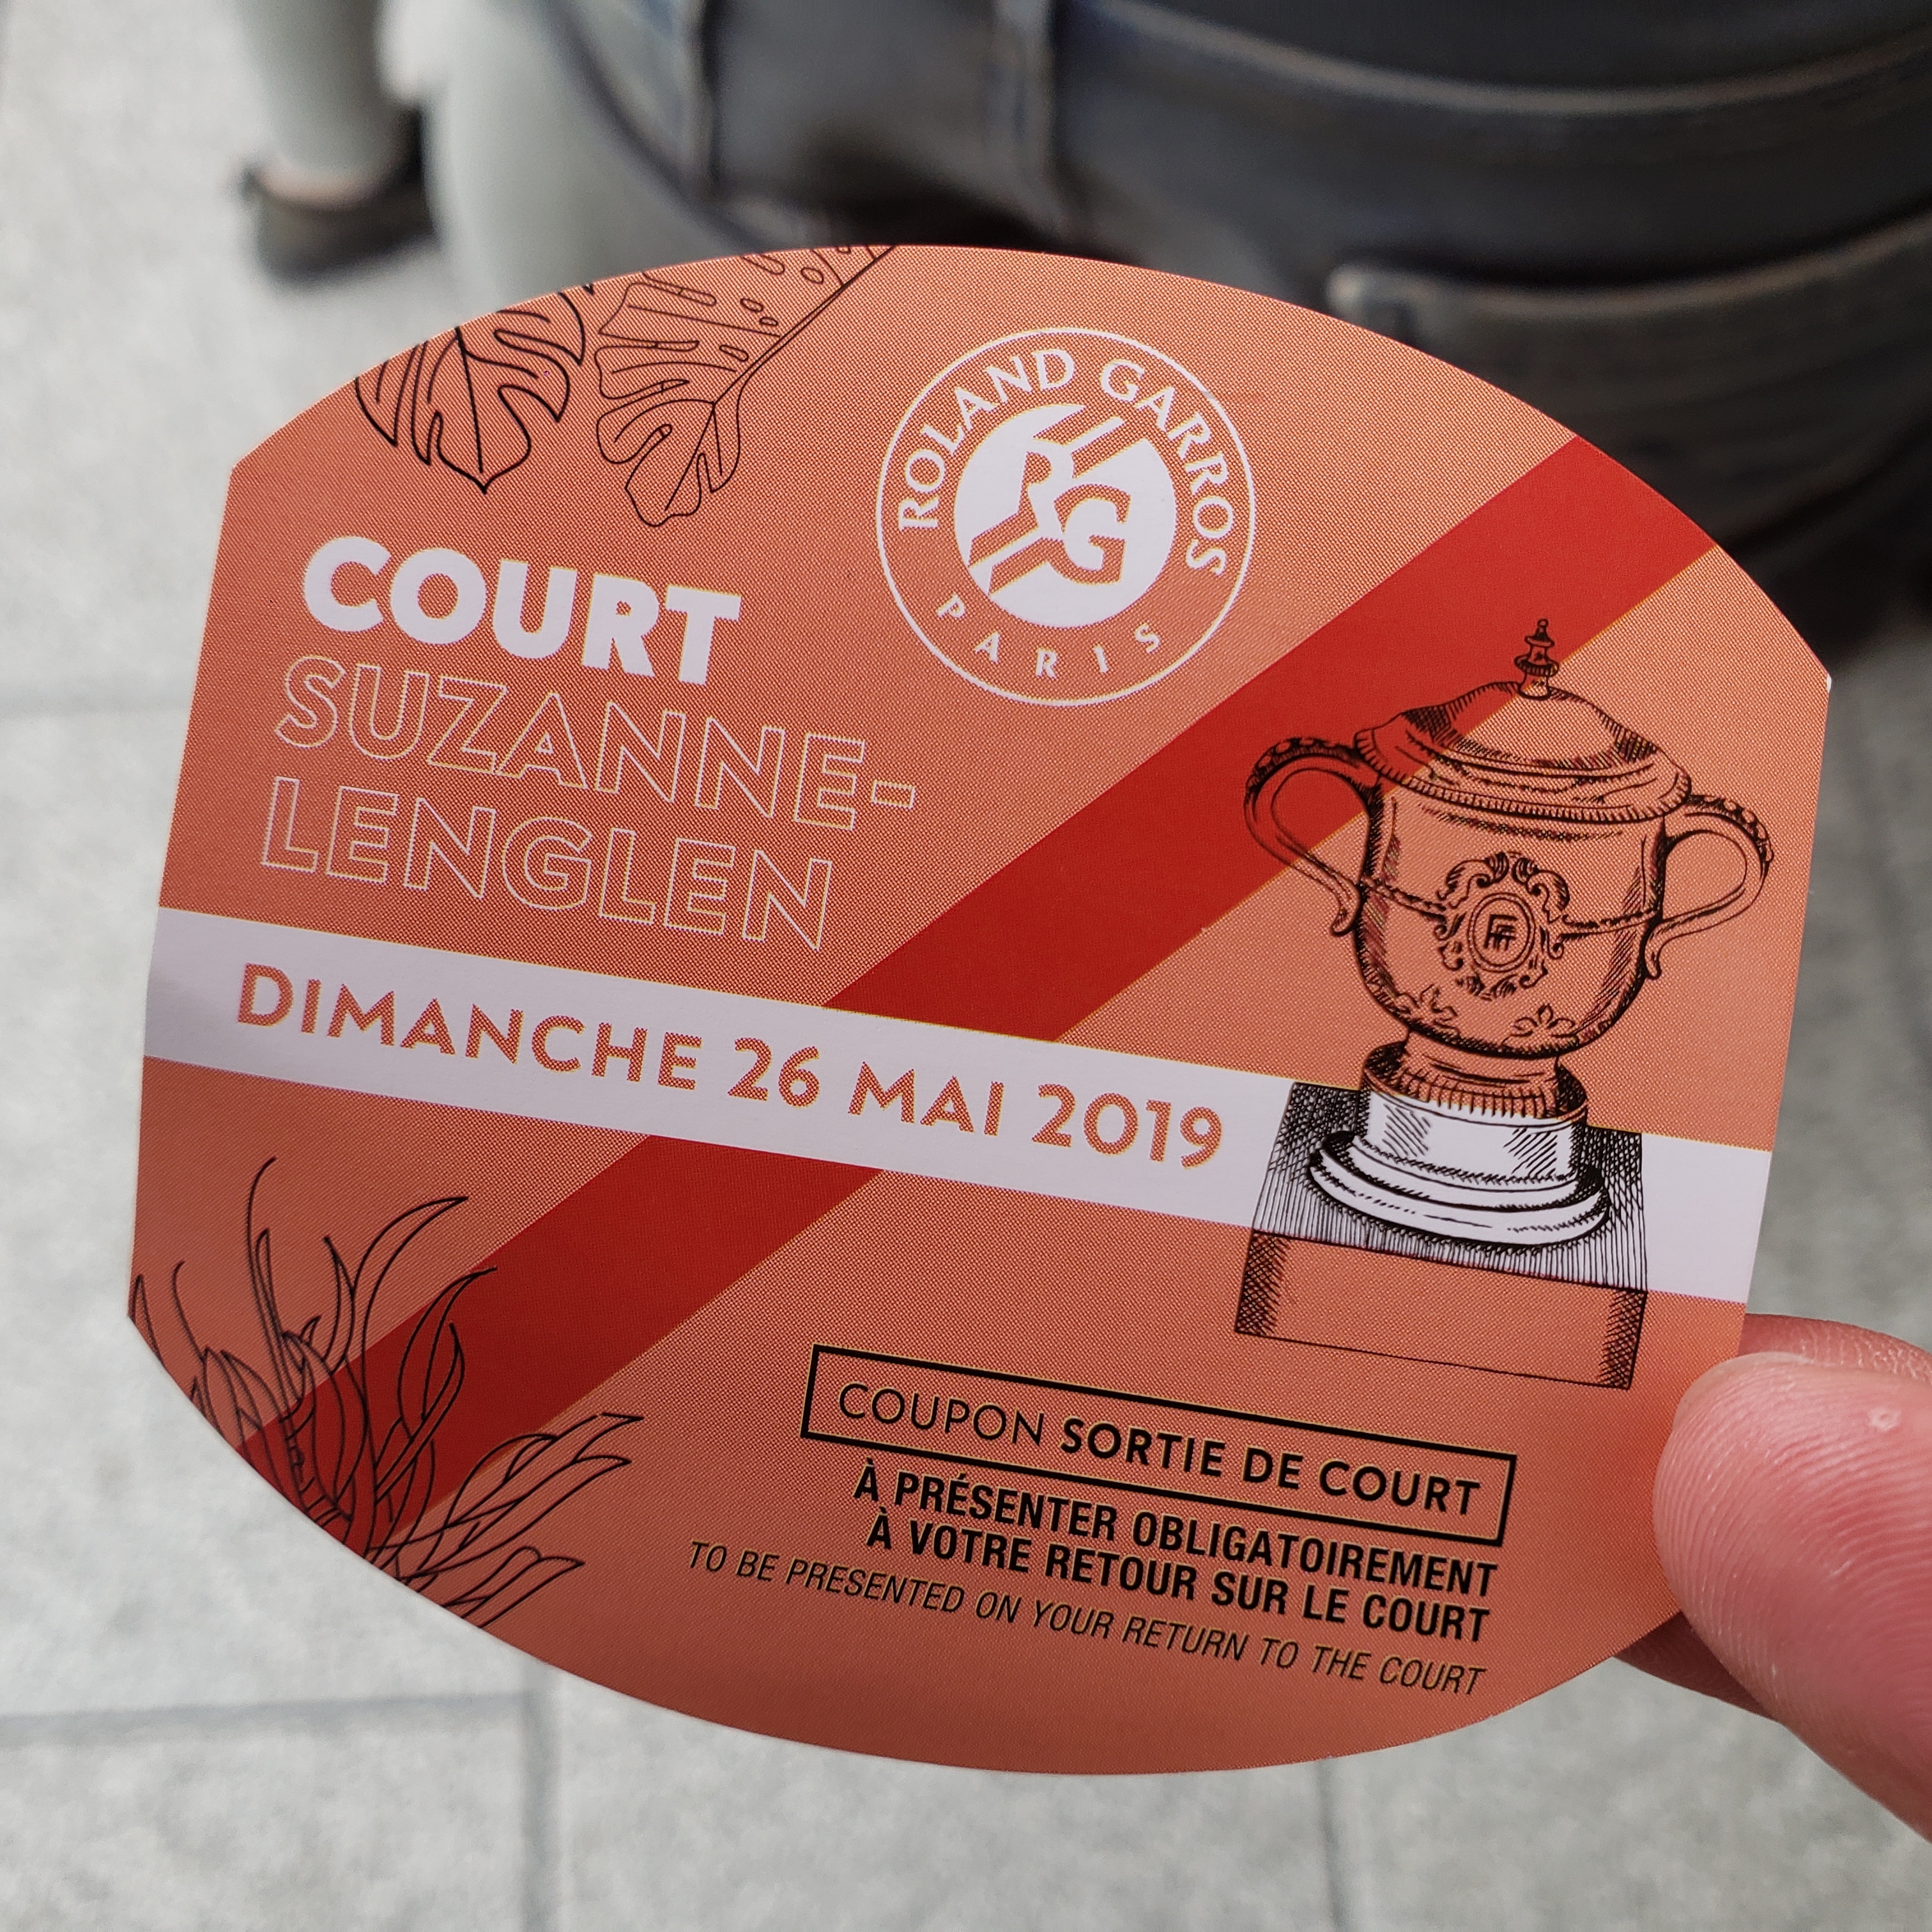 ROLAND GARROS
RG
PARIS
COURT
SUZANNE-
LENGLEN
DIMANCHE 26 MAI 2019
COUPON SORTIE DE COURT
À PRÉSENTER OBLIGATOIREMENT
À VOTRE RETOUR SUR LE COURT
TO BE PRESENTED ON YOUR RETURN TO THE COURT